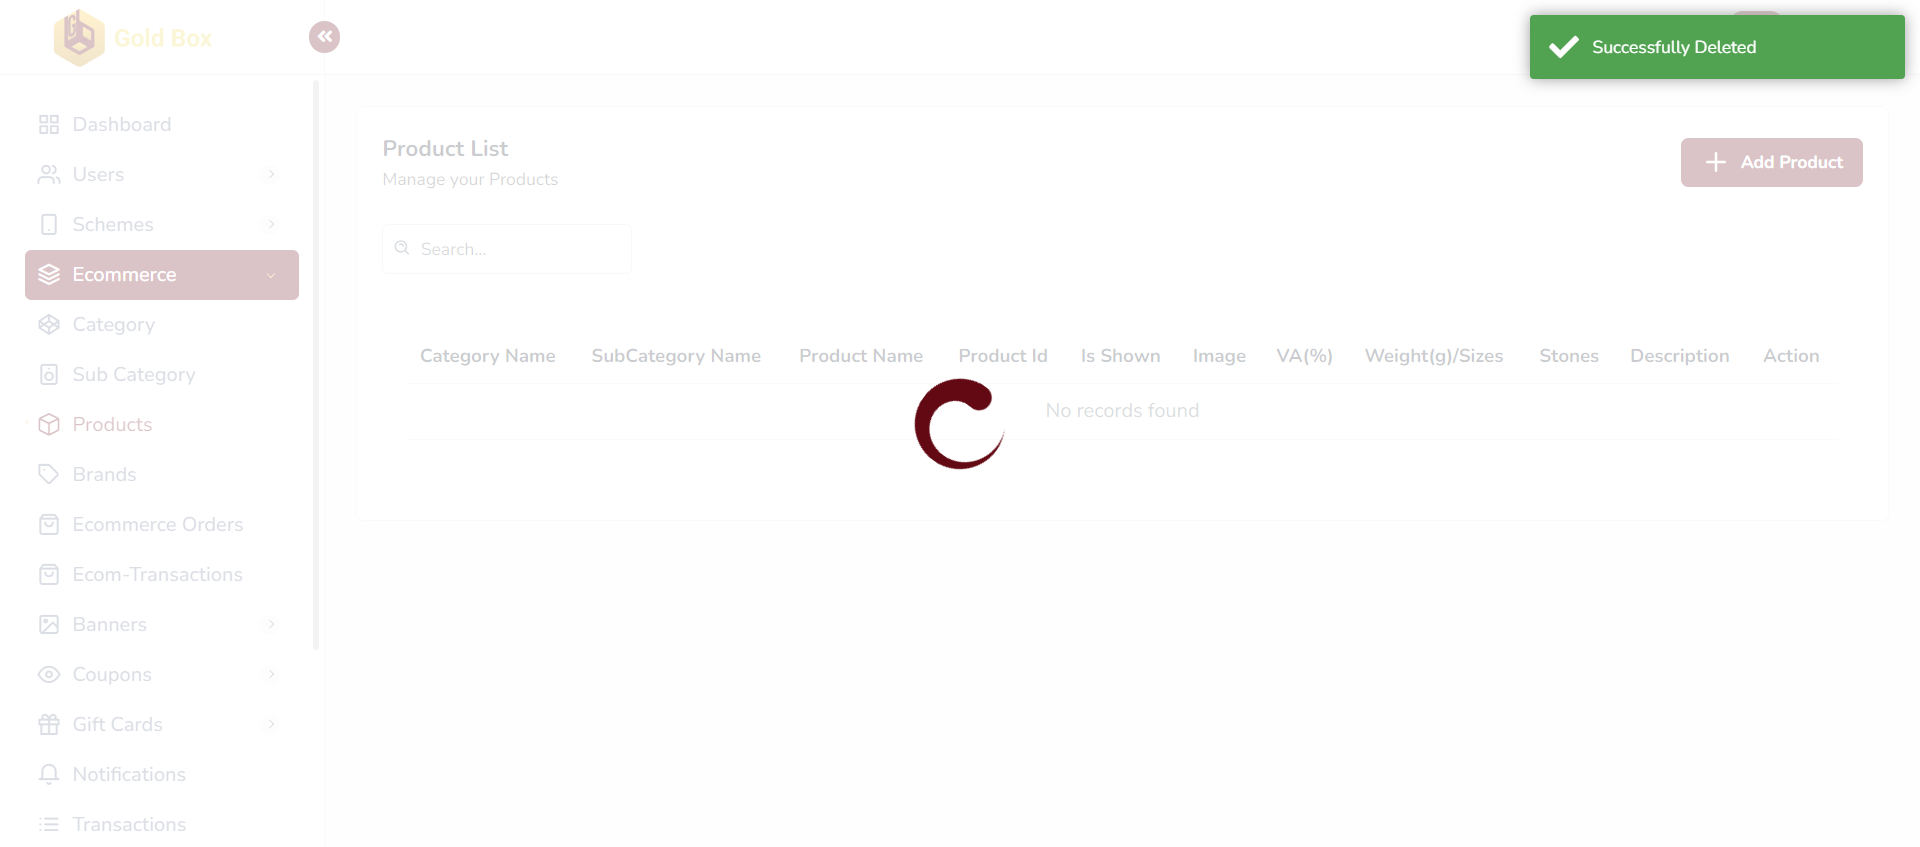 Gold Box
Successfully Deleted
Dashboard
Users
Schemes
Ecommerce
Category
Sub Category
Products
Brands
Ecommerce Orders
Ecom-Transactions
Banners
Coupons
Gift Cards
Notifications
Transactions
Product List
Manage your Products
Add Product
Search...
Category Name SubCategory Name Product Name Product Id Is Shown Image VA(%) Weight(g)/Sizes Stones Description Action
No records found